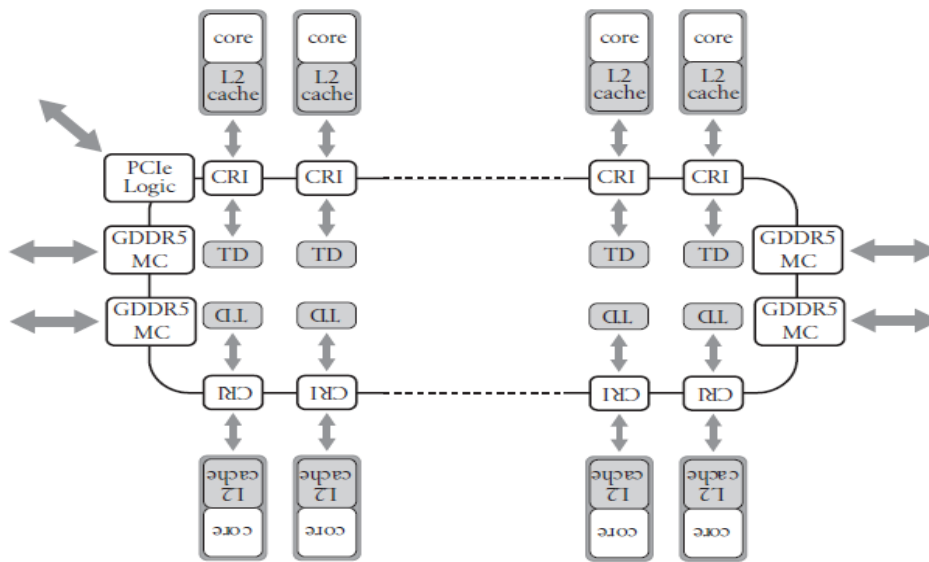 core core core core
L2 L2 L2 L2
cache cache cache cache
PCIe
Logic
CRI CRI CRI CRI
GDDR5
MC
TD TD TD TD
GDDR5
MC
GDDR5
MC
TD TD TD TD
GDDR5
MC
CRI CRI CRI CRI
cache cache cache cache
L2 L2 L2 L2
core core core core